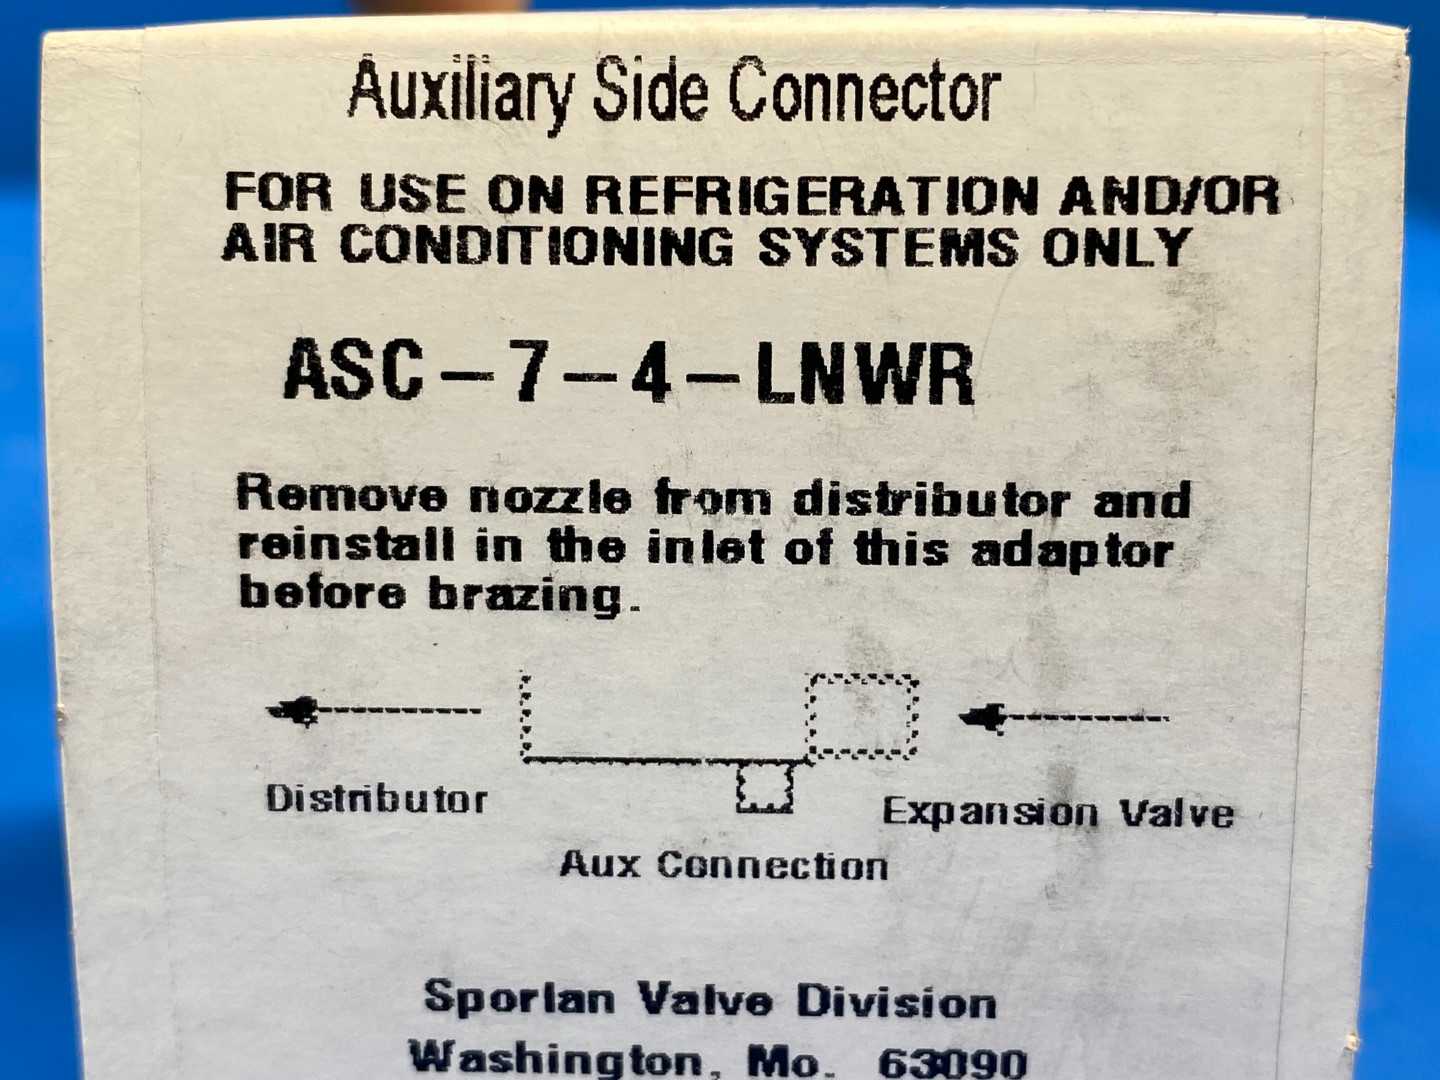 Auxiliary Side Connector
FOR USE ON REFRIGERATION AND/OR
AIR CONDITIONING SYSTEMS ONLY
ASC-7-4-LNWR
Remove nozzle from distributor and
reinstall in the inlet of this adaptor
before brazing.
Distributor
Expansion Valve
Aux Connection
Sporlan Valve Division
Washington, Mo. 63090